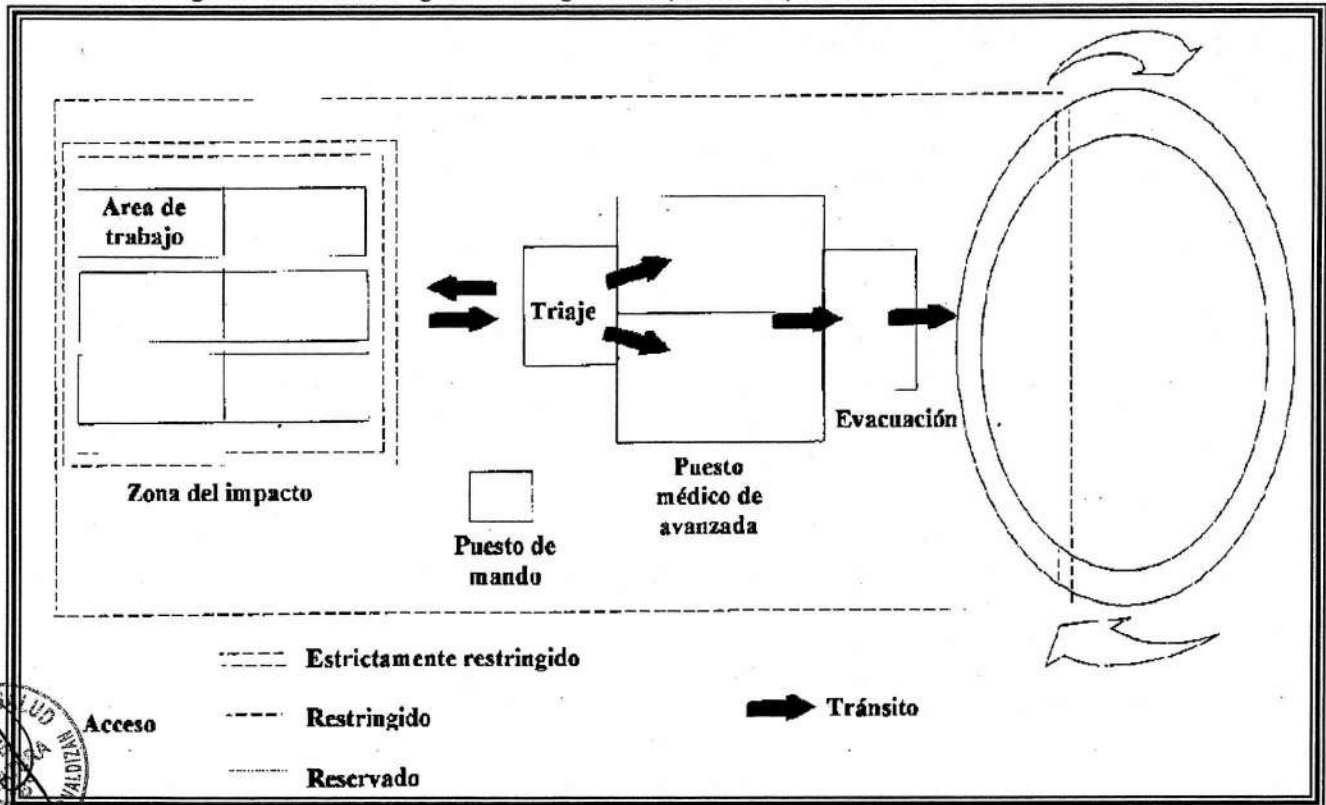 Area de
trabajo
Triaje
Evacuación
Zona del impacto
Puesto
médico de
avanzada
Puesto de
mando
Estrictamente restringido
Acceso
Restringido
Tránsito
Reservado
VALDIZAN